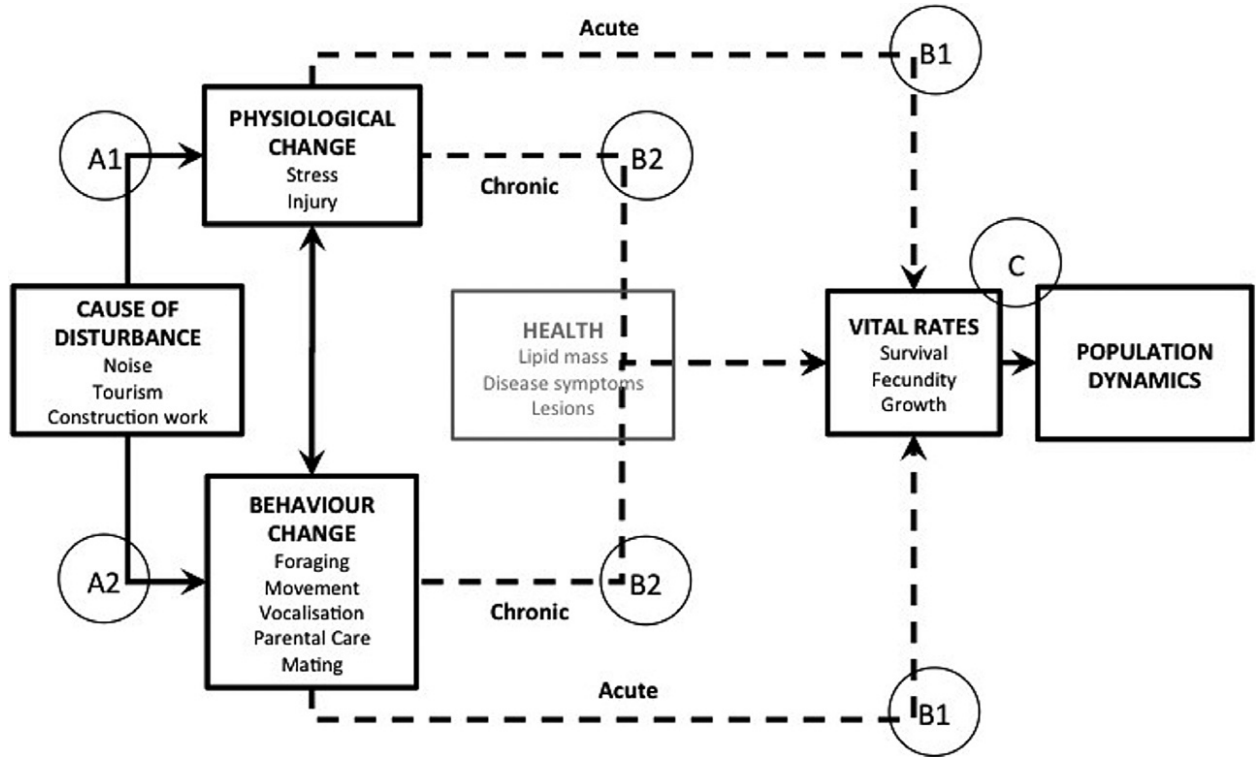 Acute
B1
A1
PHYSIOLOGICAL
CHANGE
Stress
Injury
B2
Chronic
CAUSE OF
DISTURBANCE
Noise
Tourism
Construction work
HEALTH
Lipid mass
Disease symptoms
Lesions
VITAL RATES
Survival
Fecundity
Growth
C
POPULATION
DYNAMICS
A2
BEHAVIOUR
CHANGE
Foraging
Movement
Vocalisation
Parental Care
Mating
B2
Chronic
Acute
B1